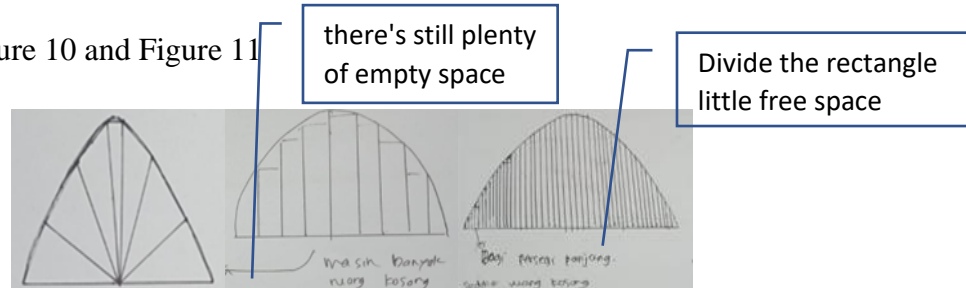 ure 10 and Figure 11
there's still plenty
of empty space
Divide the rectangle
little free space
masih banyak
ruang kosong
Bagi persegi panjang.
sedikit ruang kosong